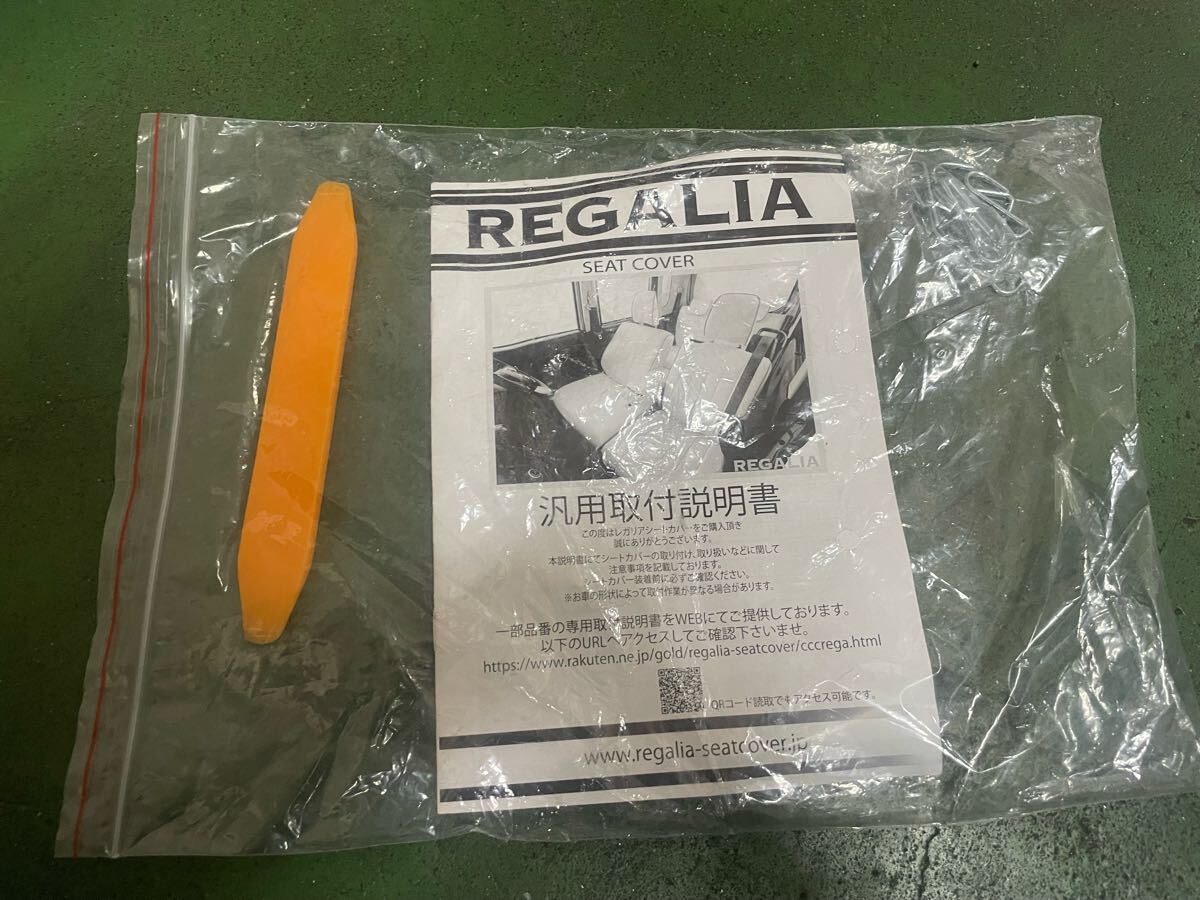 REGALIA
SEAT COVER
REGALIA
汎用取付説明書
この度はレガリアシートカバーをご購入頂き
誠にありがとうございます。
本説明書にてシートカバーの取り付け、取り扱いなどに関して
注意事項を記載しております。
シートカバー装着前に必ずご確認ください。
※お車の形状によって取付作業が異なる場合があります。
一部品番の専用取付説明書をWEBにてご提供しております。
以下のURLへアクセスしてご確認下さいませ。
https://www.rakuten.ne.jp/gold/regalia-seatcover/cccrega.html
QRコード読取でもアクセス可能です。
www.regalia-seatcover.jp